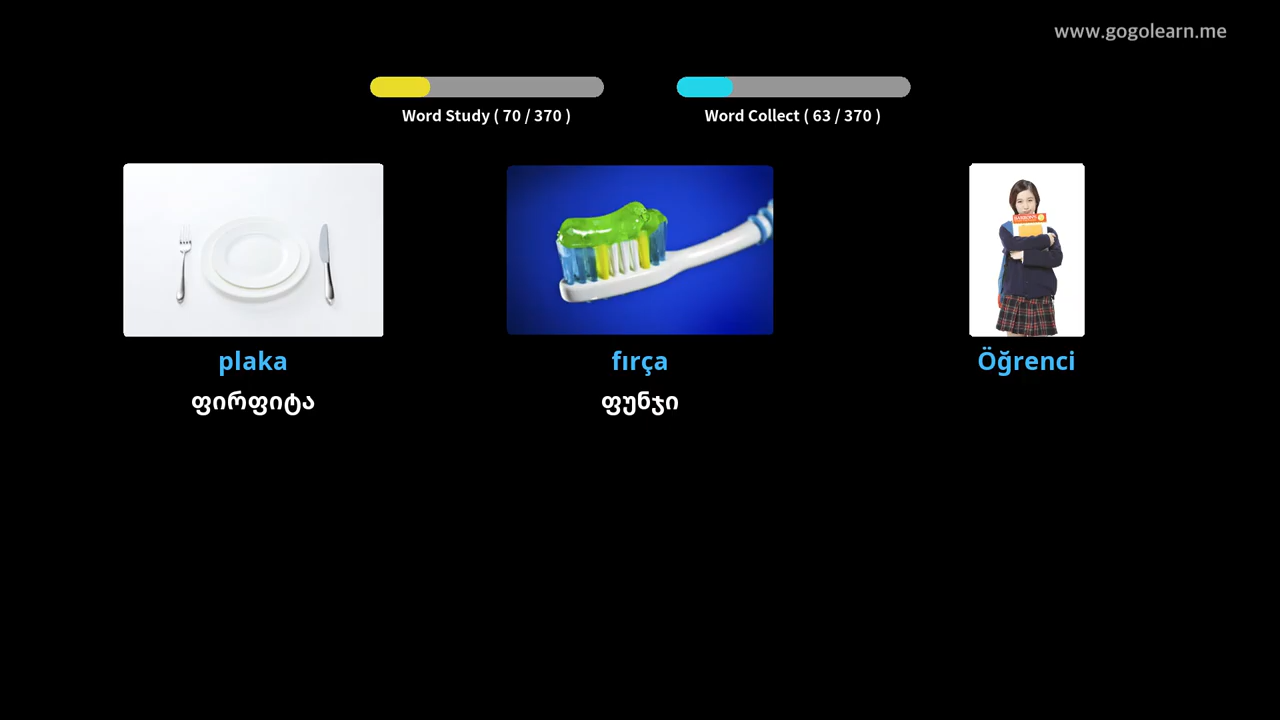 www.gogolearn.me
Word Study ( 70 / 370 )
Word Collect ( 63 / 370 )
plaka
fırça
Öğrenci
ფირფიტა
ფუნჯი